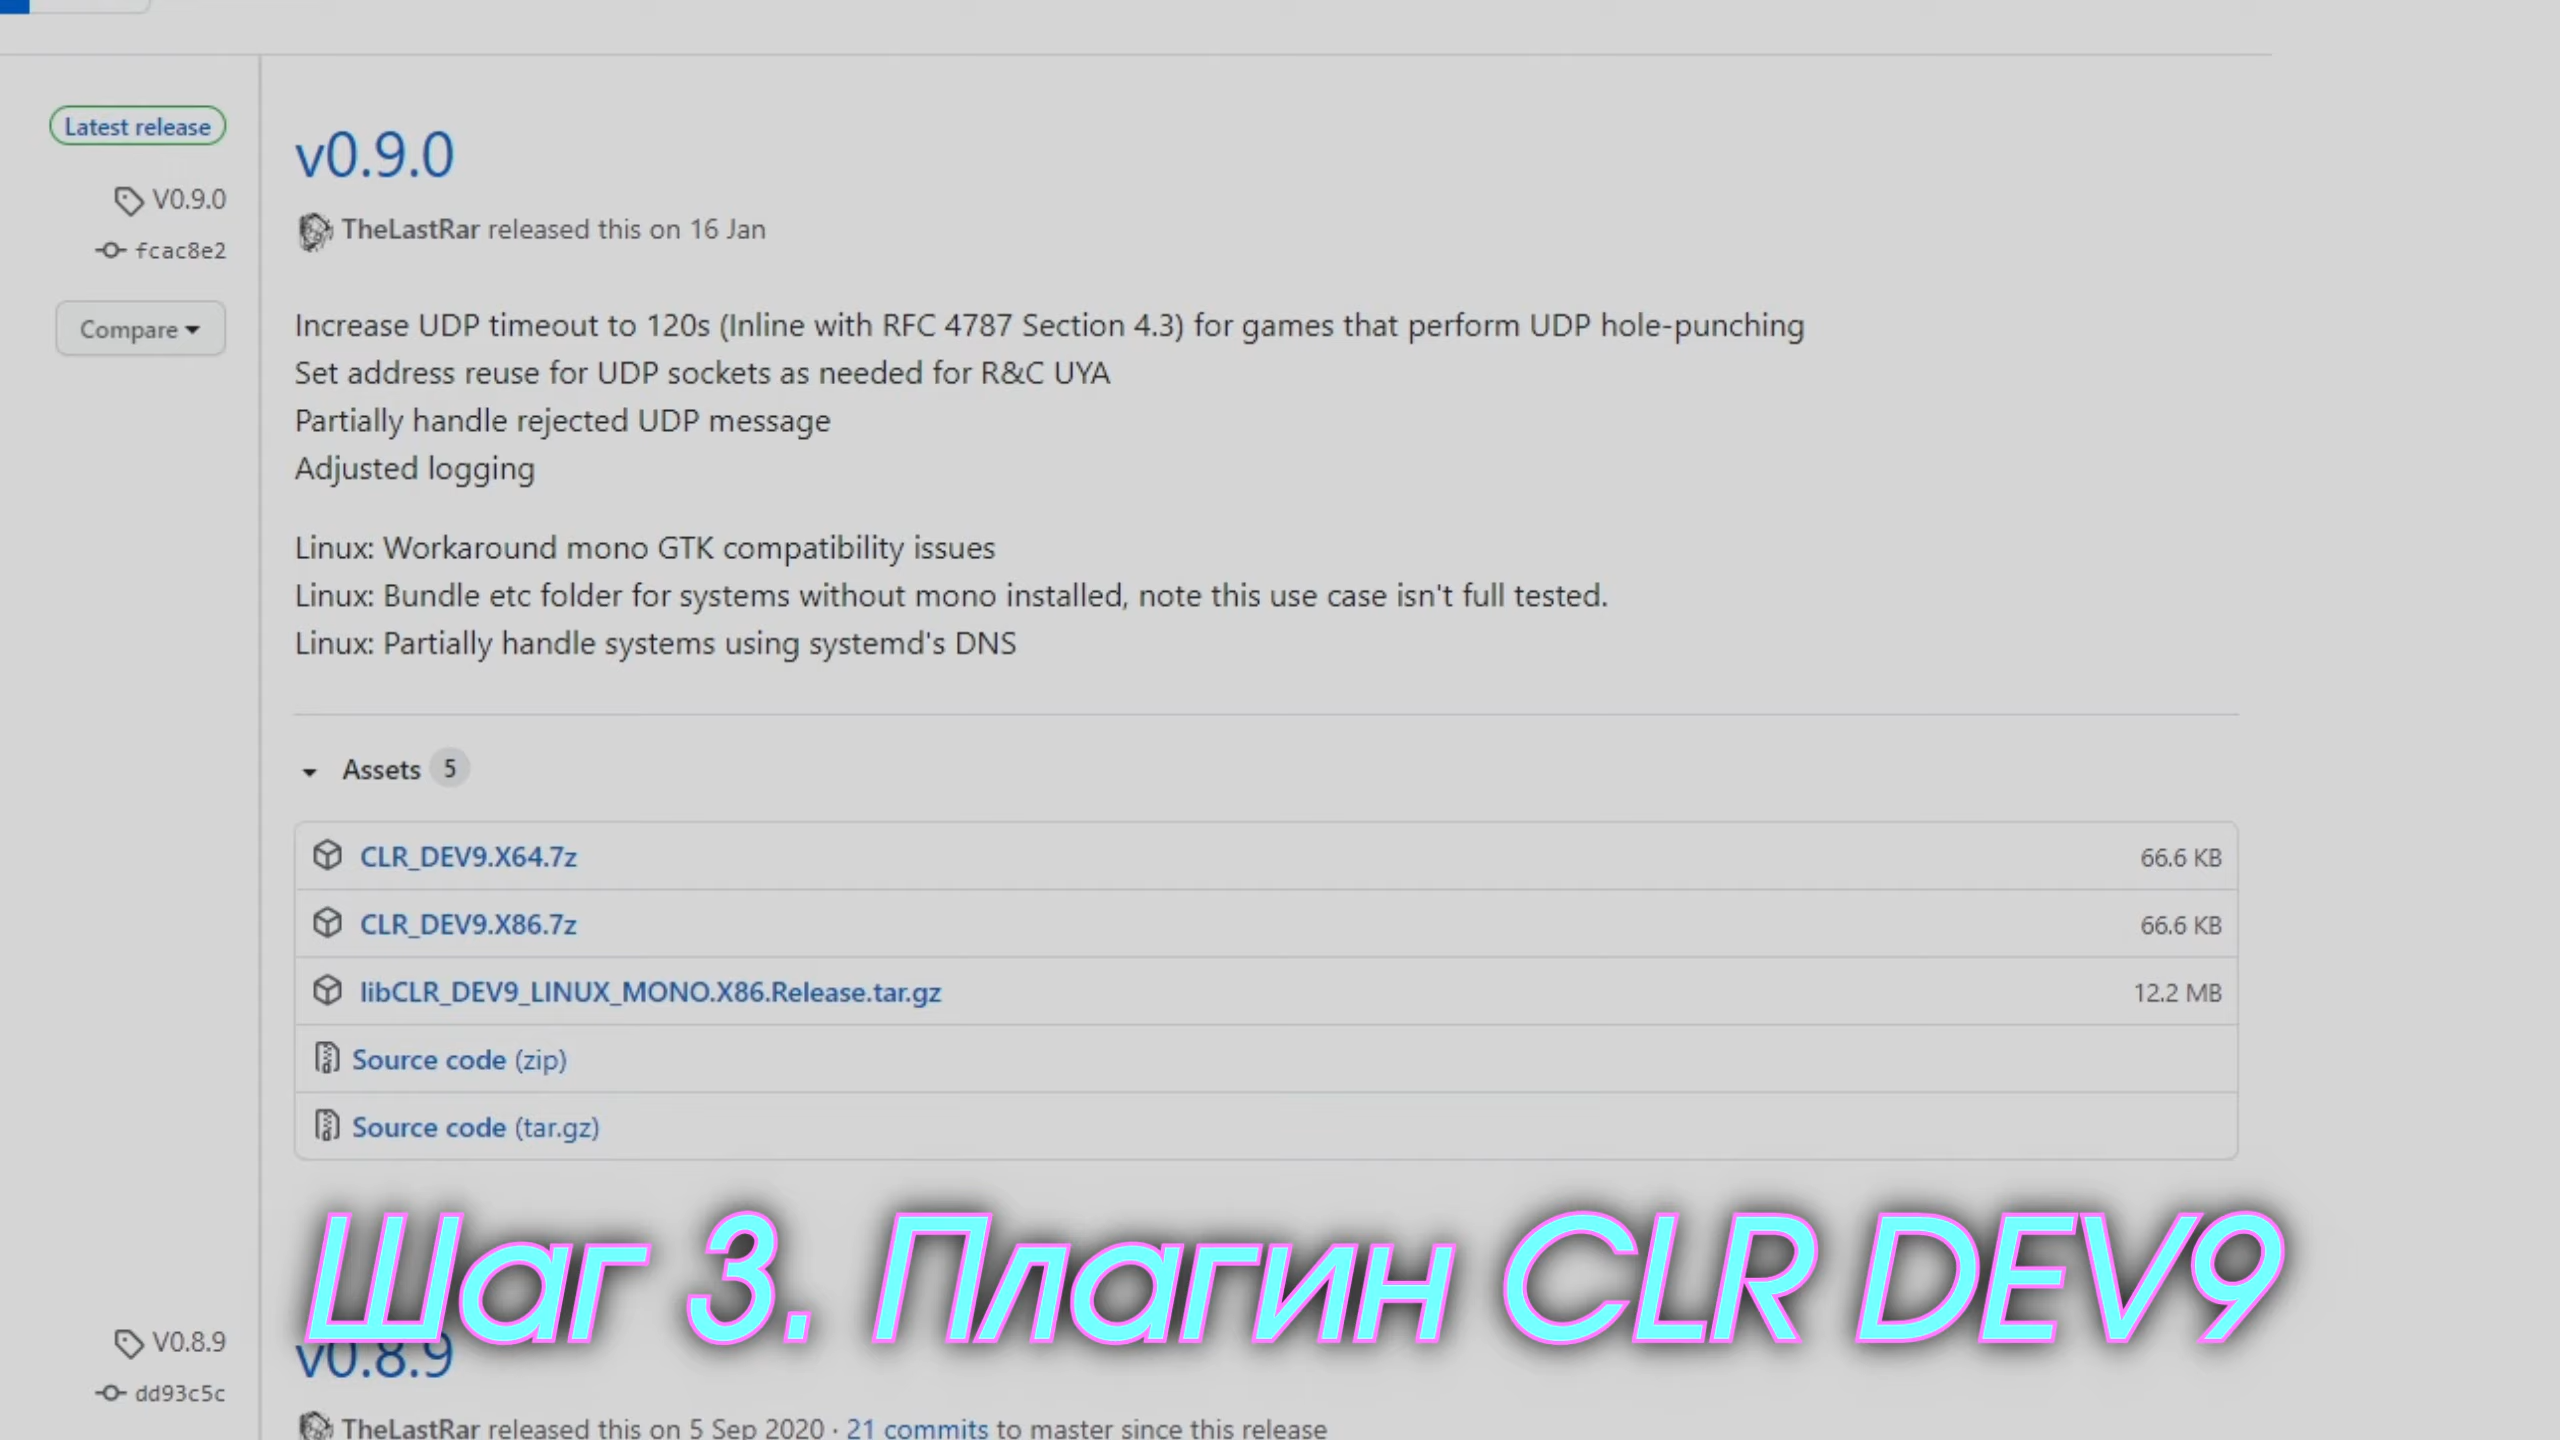 Latest release
V0.9.0
fcac8e2
Compare
v0.9.0
TheLastRar released this on 16 Jan
Increase UDP timeout to 120s (Inline with RFC 4787 Section 4.3) for games that perform UDP hole-punching
Set address reuse for UDP sockets as needed for R&C UYA
Partially handle rejected UDP message
Adjusted logging
Linux: Workaround mono GTK compatibility issues
Linux: Bundle etc folder for systems without mono installed, note this use case isn't full tested.
Linux: Partially handle systems using systemd's DNS
Assets 5
CLR_DEV9.X64.7z 66.6 KB
CLR_DEV9.X86.7z 66.6 KB
libCLR_DEV9_LINUX_MONO.X86.Release.tar.gz 12.2 MB
Source code (zip)
Source code (tar.gz)
Шаг 3. Плагин CLR DEV9
V0.8.9
dd93c5c
v0.8.9
TheLastRar released this on 5 Sep 2020 · 21 commits to master since this release